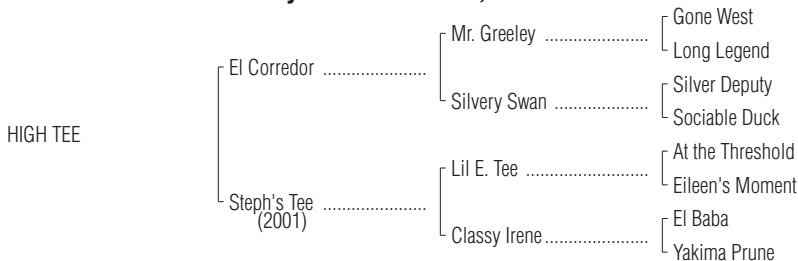 Gone West
Mr. Greeley ......................
Long Legend
El Corredor ......................
Silver Deputy
Silvery Swan ....................
Sociable Duck
HIGH TEE
At the Threshold
Lil E. Tee ..........................
Eileen's Moment
Steph's Tee ......................
(2001)
El Baba
Classy Irene ......................
Yakima Prune